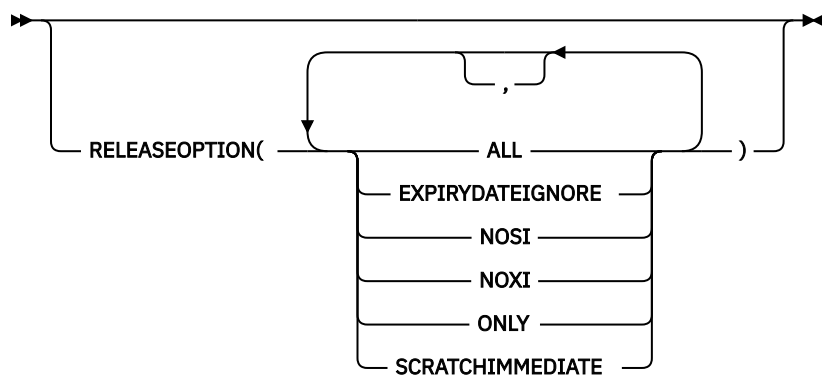 ,
RELEASEOPTION( ALL )
EXPIRYDATEIGNORE
NOSI
NOXI
ONLY
SCRATCHIMMEDIATE